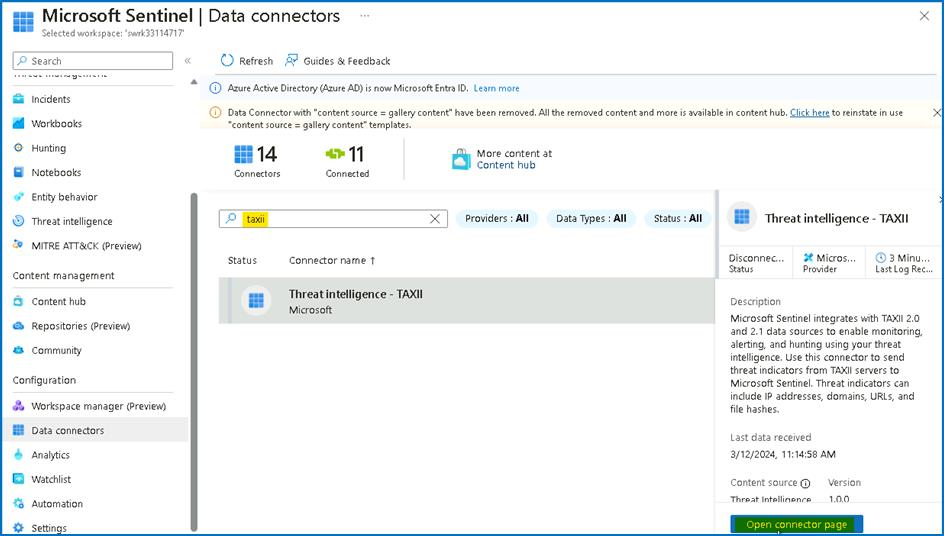 Microsoft Sentinel | Data connectors ...
Selected workspace: 'swrk33114717'
Search
«
Threat management
Incidents
Workbooks
Hunting
Notebooks
Entity behavior
Threat intelligence
MITRE ATT&CK (Preview)
Content management
Content hub
Repositories (Preview)
Community
Configuration
Workspace manager (Preview)
Data connectors
Analytics
Watchlist
Automation
Settings
Refresh
Guides & Feedback
Azure Active Directory (Azure AD) is now Microsoft Entra ID. Learn more
Data Connector with "content source = gallery content" have been removed. All the removed content and more is available in content hub. Click here to reinstate in use
"content source = gallery content" templates.
14
Connectors
11
Connected
More content at
Content hub
taxii
Providers : All
Data Types : All
Status : All
Status
Connector name ↑
Threat intelligence - TAXII
Microsoft
Threat intelligence - TAXII
Disconnec...
Status
Micros...
Provider
3 Minu...
Last Log Rec...
Description
Microsoft Sentinel integrates with TAXII 2.0
and 2.1 data sources to enable monitoring,
alerting, and hunting using your threat
intelligence. Use this connector to send
threat indicators from TAXII servers to
Microsoft Sentinel. Threat indicators can
include IP addresses, domains, URLs, and
file hashes.
Last data received
3/12/2024, 11:14:58 AM
Content source
Version
Threat Intelligence
1.0.0
Open connector page